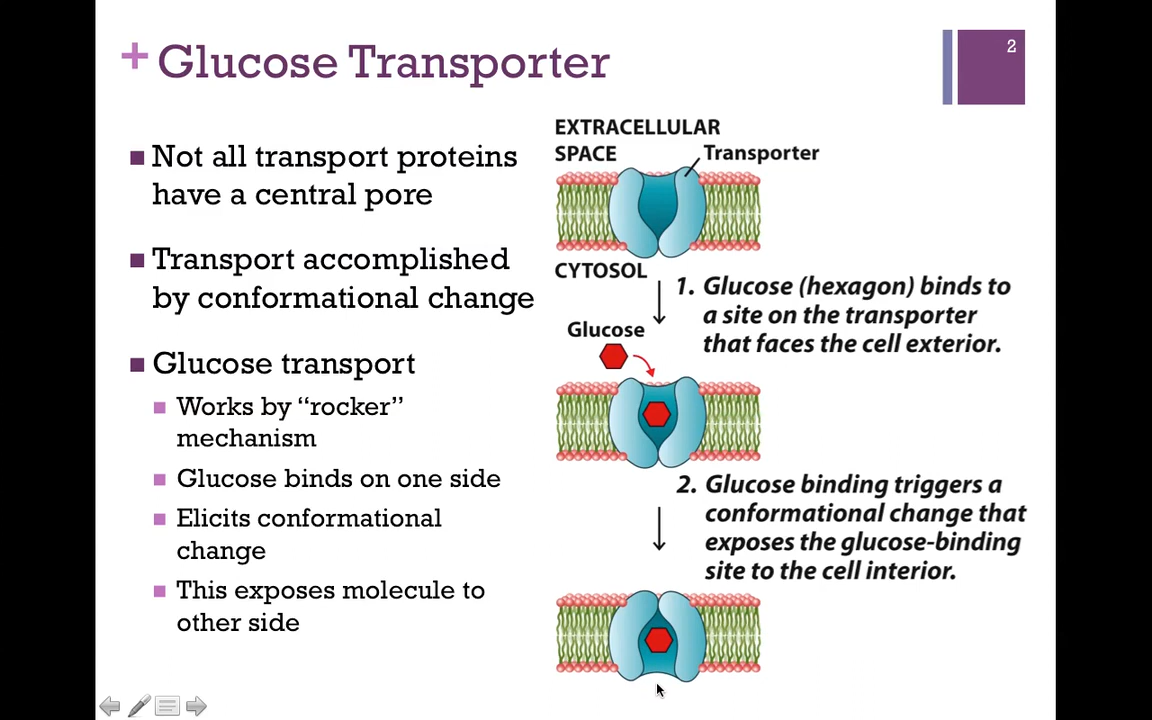 + Glucose Transporter
2
■ Not all transport proteins
have a central pore
■ Transport accomplished
by conformational change
■ Glucose transport
■ Works by “rocker”
mechanism
■ Glucose binds on one side
■ Elicits conformational
change
■ This exposes molecule to
other side
EXTRACELLULAR
SPACE
Transporter
CYTOSOL
1. Glucose (hexagon) binds to
a site on the transporter
that faces the cell exterior.
Glucose
2. Glucose binding triggers a
conformational change that
exposes the glucose-binding
site to the cell interior.